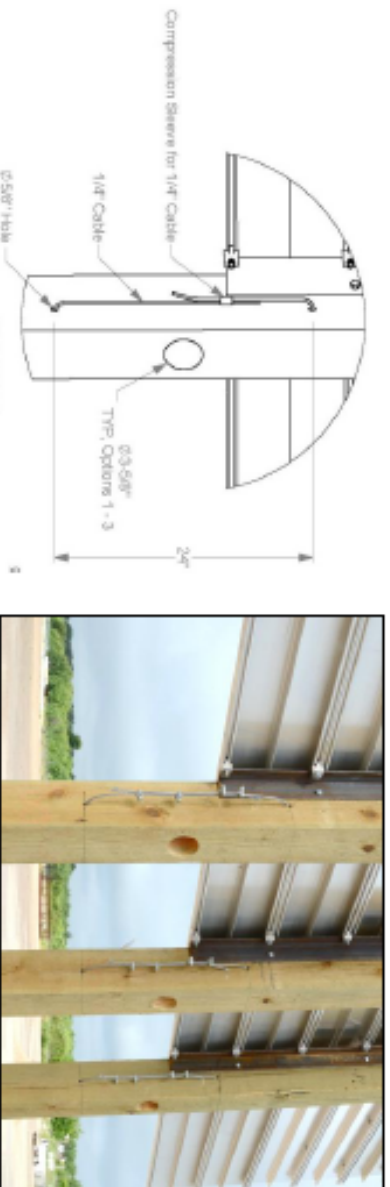 Compression Sleeve for 1/4" Cable
1/4" Cable
Ø5/8" Hole
Ø3-5/8"
TYP, Options 1 - 3
24"